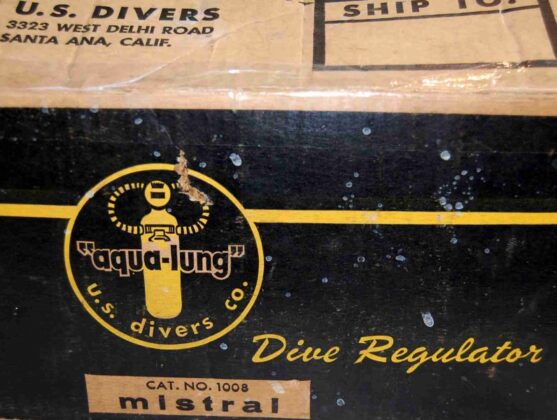 U.S. DIVERS
3323 WEST DELHI ROAD
SANTA ANA, CALIF.
SHIP TO:
"aqua-lung"
u.s. divers co.
Dive Regulator
CAT. NO. 1008
mistral